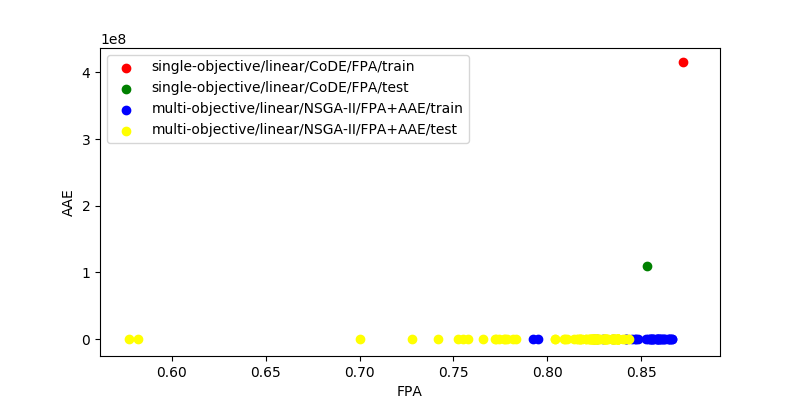 1e8
single-objective/linear/CoDE/FPA/train
single-objective/linear/CoDE/FPA/test
multi-objective/linear/NSGA-II/FPA+AAE/train
multi-objective/linear/NSGA-II/FPA+AAE/test
4
3
2
1
0
AAE
0.60 0.65 0.70 0.75 0.80 0.85
FPA